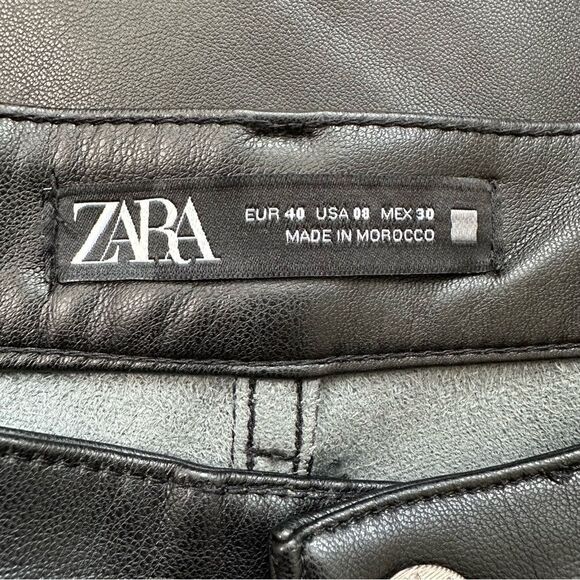 ZARA
EUR 40 USA 08 MEX 30
MADE IN MOROCCO